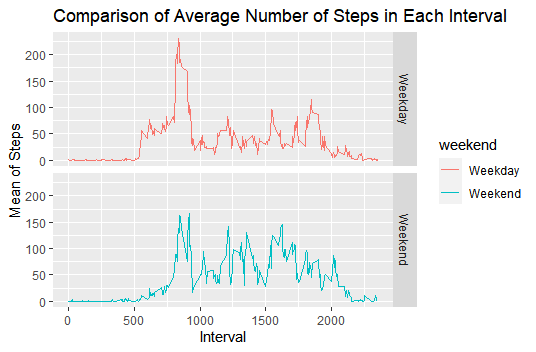 Comparison of Average Number of Steps in Each Interval
Mean of Steps
200
150
100
50
0
Weekday
200
150
100
50
0
Weekend
0 500 1000 1500 2000
Interval
weekend
Weekday
Weekend